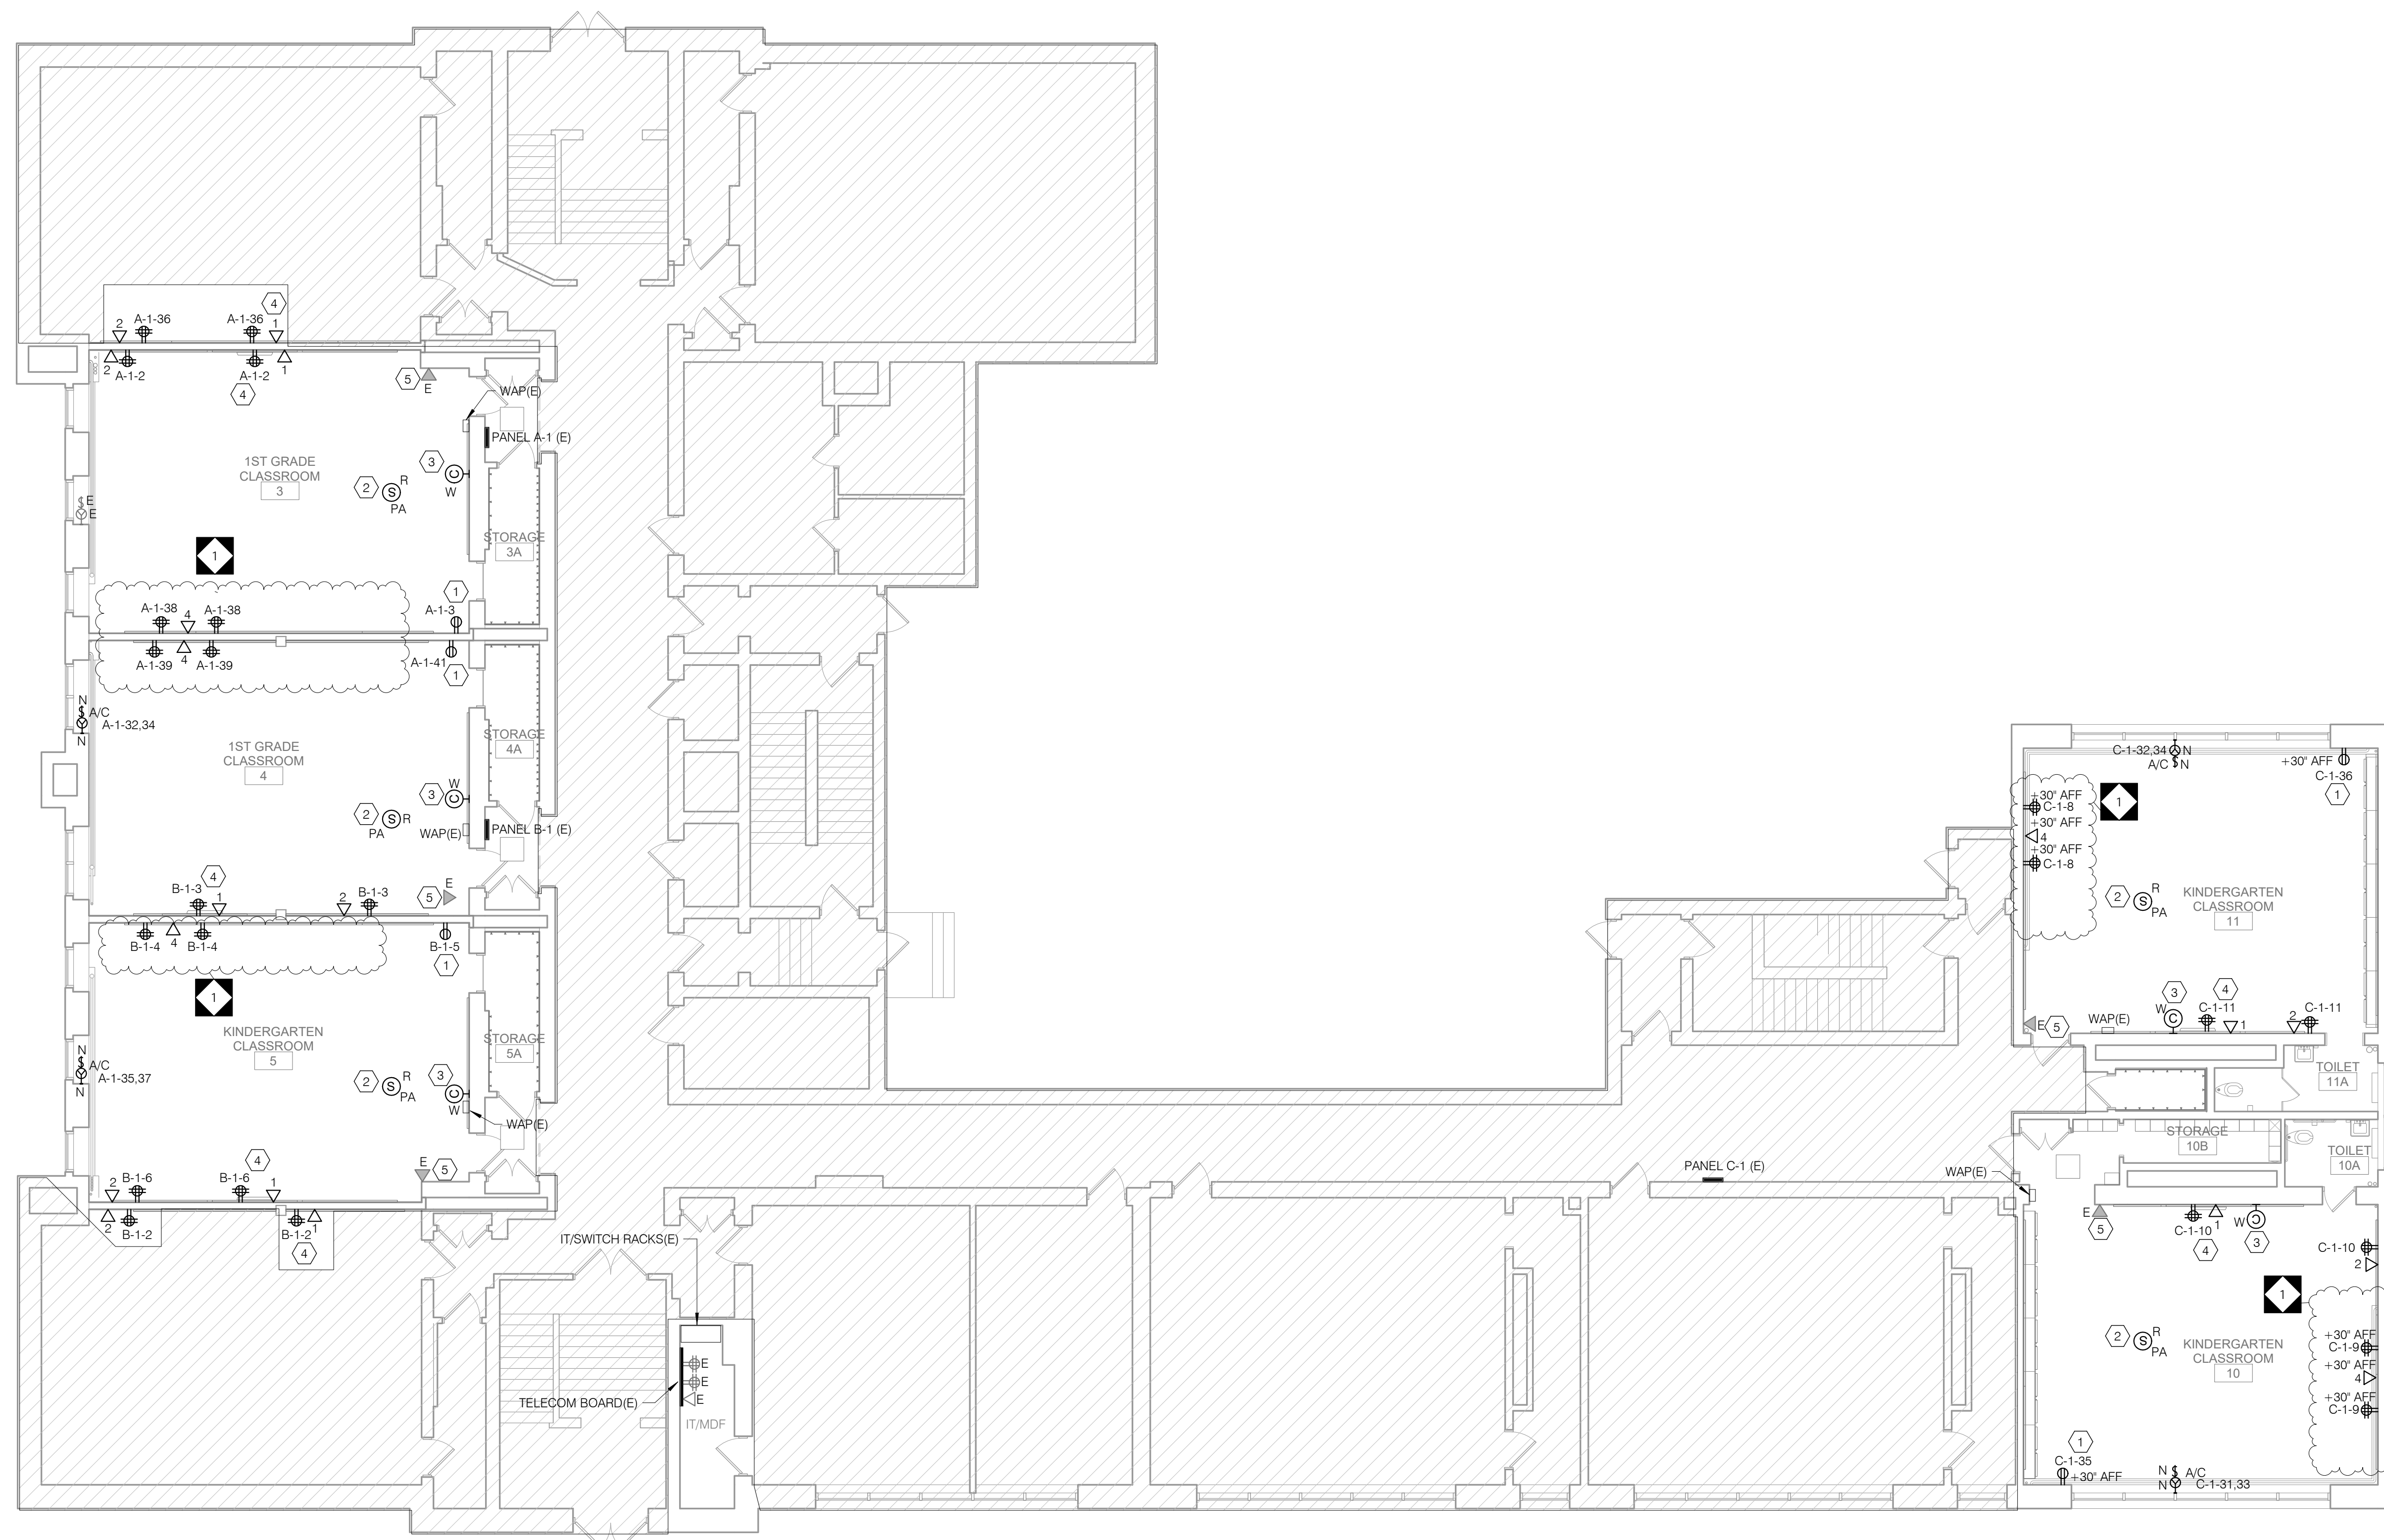 4
A-1-36
A-1-36
2
1
2
A-1-2
A-1-2
1
4
5
E
WAP(E)
PANEL A-1 (E)
1ST GRADE
CLASSROOM
3
3
C
W
2
S
R
PA
$
E
E
STORAGE
3A
1
1
A-1-38
4
A-1-38
A-1-3
A-1-39
4
A-1-39
A-1-41
1
N
$
A/C
A-1-32,34
N
STORAGE
4A
1ST GRADE
CLASSROOM
4
W
3
C
2
S
R
PA
WAP(E)
PANEL B-1 (E)
4
B-1-3
1
2
B-1-3
5
E
B-1-4
4
B-1-4
B-1-5
1
1
KINDERGARTEN
CLASSROOM
5
STORAGE
5A
N
$
A/C
A-1-35,37
N
2
S
R
PA
3
C
W
WAP(E)
4
E
5
2
B-1-6
B-1-6
1
2
B-1-2
B-1-2
1
4
IT/SWITCH RACKS(E)
E
E
E
TELECOM BOARD(E)
IT/MDF
PANEL C-1 (E)
C-1-32,34
N
A/C
$
N
+30" AFF
C-1-36
1
+30" AFF
C-1-8
1
+30" AFF
4
+30" AFF
C-1-8
2
S
R
PA
KINDERGARTEN
CLASSROOM
11
3
4
W
C
C-1-11
1
2
C-1-11
E
5
WAP(E)
TOILET
11A
STORAGE
10B
TOILET
10A
WAP(E)
E
5
C-1-10
1
4
W
C
3
C-1-10
2
1
2
S
R
PA
KINDERGARTEN
CLASSROOM
10
+30" AFF
C-1-9
+30" AFF
4
+30" AFF
C-1-9
1
C-1-35
+30" AFF
N
$
A/C
N
C-1-31,33